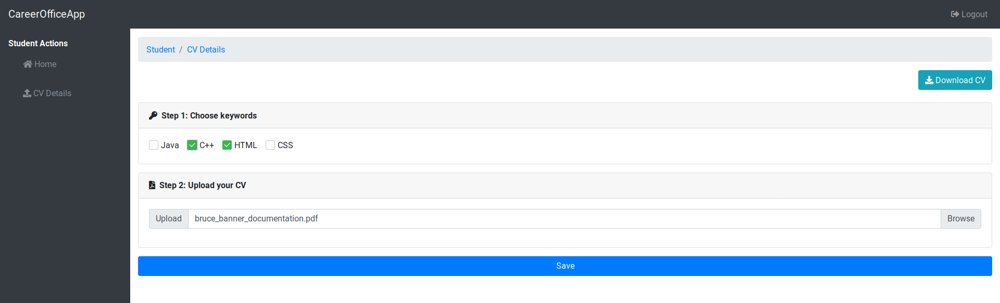 CareerOfficeApp
Logout
Student Actions
Home
CV Details
Student / CV Details
Download CV
Step 1: Choose keywords
Java C++ HTML CSS
Step 2: Upload your CV
Upload bruce_banner_documentation.pdf Browse
Save